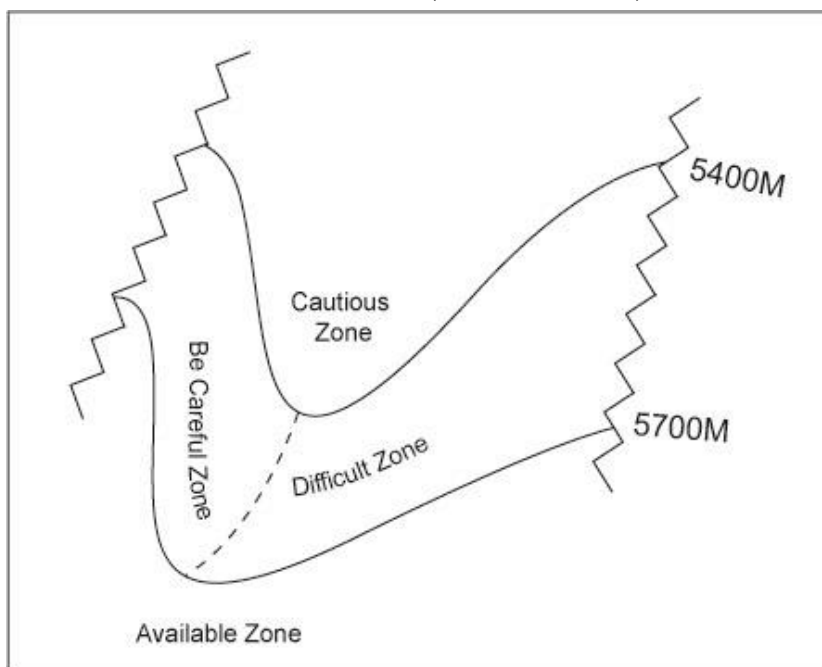 5400M
Cautious
Zone
Be Careful Zone
5700M
Difficult Zone
Available Zone